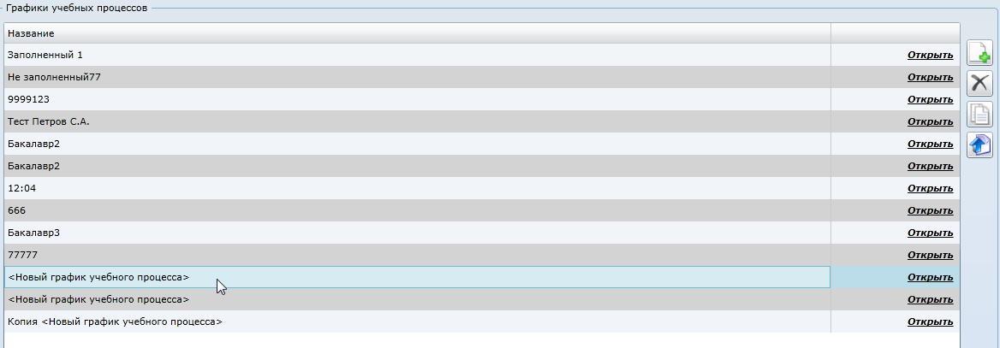 Графики учебных процессов
Название
Заполненный 1 Открыть
Не заполненный77 Открыть
9999123 Открыть
Тест Петров С.А. Открыть
Бакалавр2 Открыть
Бакалавр2 Открыть
12:04 Открыть
666 Открыть
Бакалавр3 Открыть
77777 Открыть
<Новый график учебного процесса> Открыть
<Новый график учебного процесса> Открыть
Копия <Новый график учебного процесса> Открыть